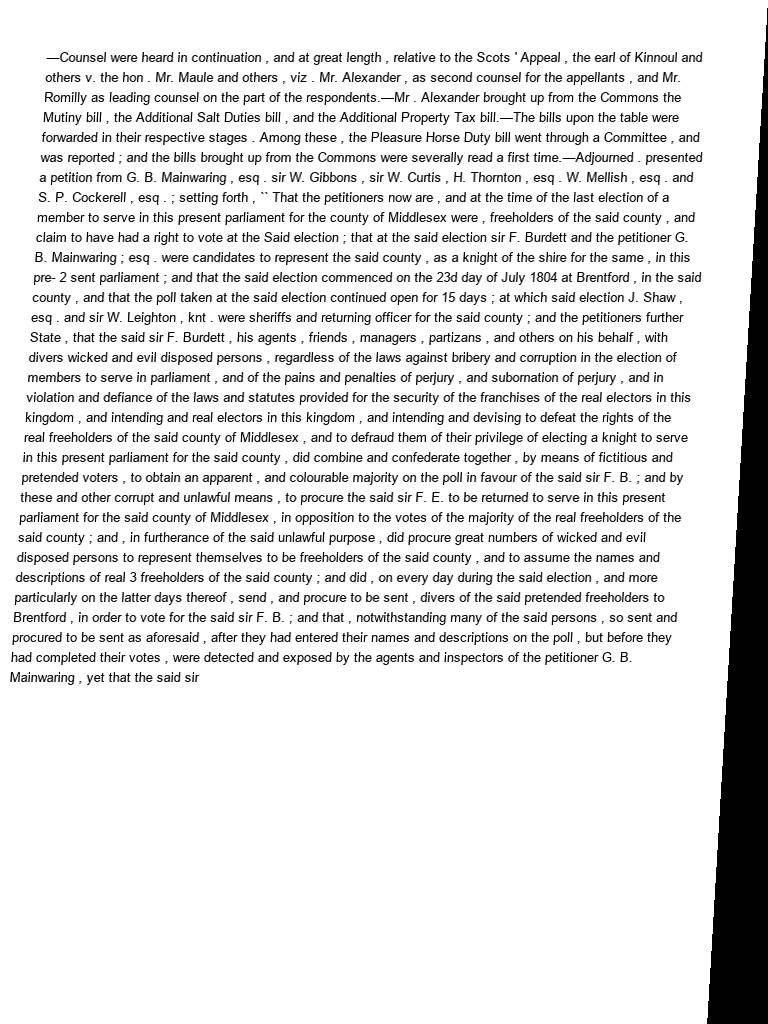 —Counsel were heard in continuation , and at great length , relative to the Scots ' Appeal , the earl of Kinnoul and
others v. the hon . Mr. Maule and others , viz . Mr. Alexander , as second counsel for the appellants , and Mr.
Romilly as leading counsel on the part of the respondents.—Mr . Alexander brought up from the Commons the
Mutiny bill , the Additional Salt Duties bill , and the Additional Property Tax bill.—The bills upon the table were
forwarded in their respective stages . Among these , the Pleasure Horse Duty bill went through a Committee , and
was reported ; and the bills brought up from the Commons were severally read a first time.—Adjourned . presented
a petition from G. B. Mainwaring , esq . sir W. Gibbons , sir W. Curtis , H. Thornton , esq . W. Mellish , esq . and
S. P. Cockerell , esq . ; setting forth , `` That the petitioners now are , and at the time of the last election of a
member to serve in this present parliament for the county of Middlesex were , freeholders of the said county , and
claim to have had a right to vote at the Said election ; that at the said election sir F. Burdett and the petitioner G.
B. Mainwaring ; esq . were candidates to represent the said county , as a knight of the shire for the same , in this
pre- 2 sent parliament ; and that the said election commenced on the 23d day of July 1804 at Brentford , in the said
county , and that the poll taken at the said election continued open for 15 days ; at which said election J. Shaw ,
esq . and sir W. Leighton , knt . were sheriffs and returning officer for the said county ; and the petitioners further
State , that the said sir F. Burdett , his agents , friends , managers , partizans , and others on his behalf , with
divers wicked and evil disposed persons , regardless of the laws against bribery and corruption in the election of
members to serve in parliament , and of the pains and penalties of perjury , and subornation of perjury , and in
violation and defiance of the laws and statutes provided for the security of the franchises of the real electors in this
kingdom , and intending and real electors in this kingdom , and intending and devising to defeat the rights of the
real freeholders of the said county of Middlesex , and to defraud them of their privilege of electing a knight to serve
in this present parliament for the said county , did combine and confederate together , by means of fictitious and
pretended voters , to obtain an apparent , and colourable majority on the poll in favour of the said sir F. B. ; and by
these and other corrupt and unlawful means , to procure the said sir F. E. to be returned to serve in this present
parliament for the said county of Middlesex , in opposition to the votes of the majority of the real freeholders of the
said county ; and , in furtherance of the said unlawful purpose , did procure great numbers of wicked and evil
disposed persons to represent themselves to be freeholders of the said county , and to assume the names and
descriptions of real 3 freeholders of the said county ; and did , on every day during the said election , and more
particularly on the latter days thereof , send , and procure to be sent , divers of the said pretended freeholders to
Brentford , in order to vote for the said sir F. B. ; and that , notwithstanding many of the said persons , so sent and
procured to be sent as aforesaid , after they had entered their names and descriptions on the poll , but before they
had completed their votes , were detected and exposed by the agents and inspectors of the petitioner G. B.
Mainwaring , yet that the said sir